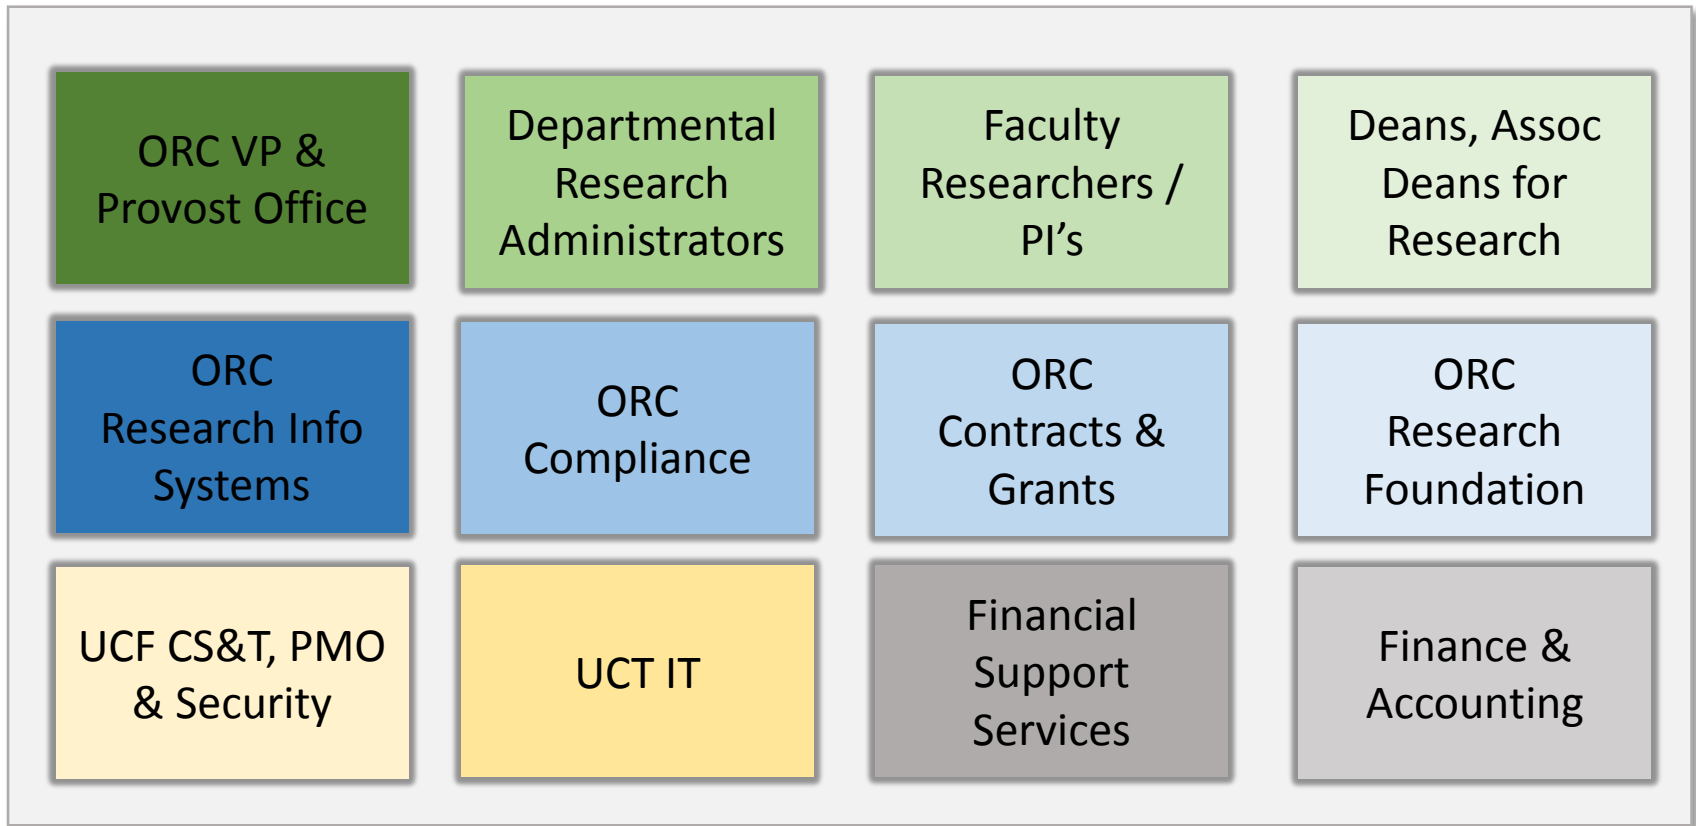 ORC VP &
Provost Office
Departmental
Research
Administrators
Faculty
Researchers /
PI’s
Deans, Assoc
Deans for
Research
ORC
Research Info
Systems
ORC
Compliance
ORC
Contracts &
Grants
ORC
Research
Foundation
UCF CS&T, PMO
& Security
UCT IT
Financial
Support
Services
Finance &
Accounting